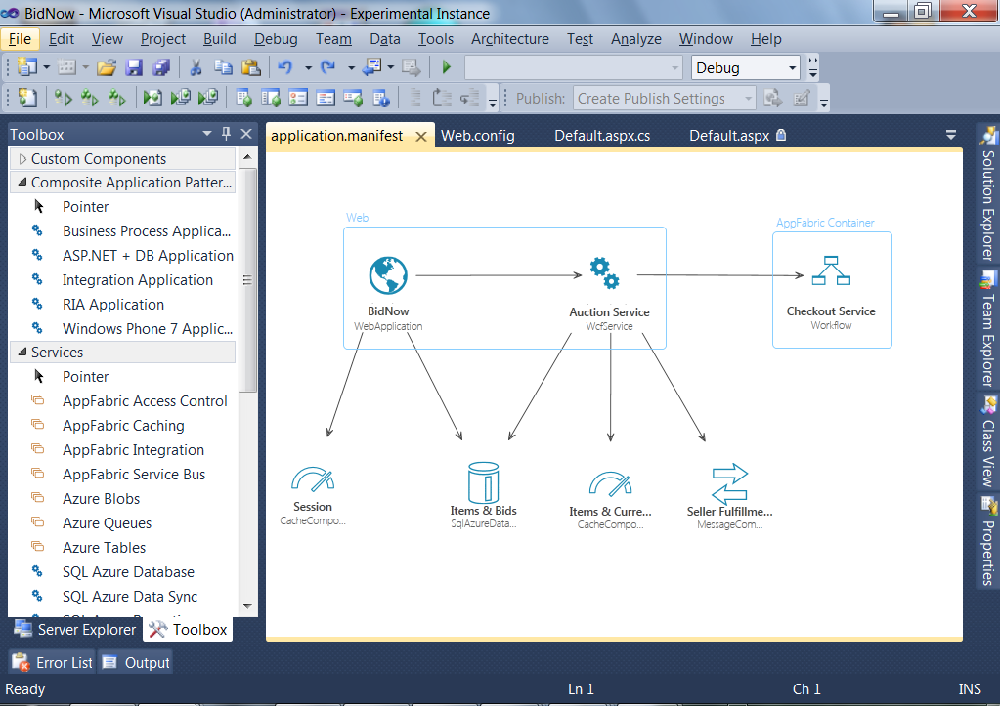 BidNow - Microsoft Visual Studio (Administrator) - Experimental Instance
File Edit View Project Build Debug Team Data Tools Architecture Test Analyze Window Help
Debug
Publish: Create Publish Settings
Toolbox
Custom Components
Composite Application Patter...
Pointer
Business Process Applica...
ASP.NET + DB Application
Integration Application
RIA Application
Windows Phone 7 Applic...
Services
Pointer
AppFabric Access Control
AppFabric Caching
AppFabric Integration
AppFabric Service Bus
Azure Blobs
Azure Queues
Azure Tables
SQL Azure Database
SQL Azure Data Sync
Server Explorer
Toolbox
application.manifest
Web.config
Default.aspx.cs
Default.aspx
Web
BidNow
WebApplication
Auction Service
WcfService
AppFabric Container
Checkout Service
Workflow
Session
CacheCompo...
Items & Bids
SqlAzureData...
Items & Curre...
CacheCompo...
Seller Fulfillme...
MessageCom...
Solution Explorer
Team Explorer
Class View
Properties
Error List
Output
Ready
Ln 1
Ch 1
INS